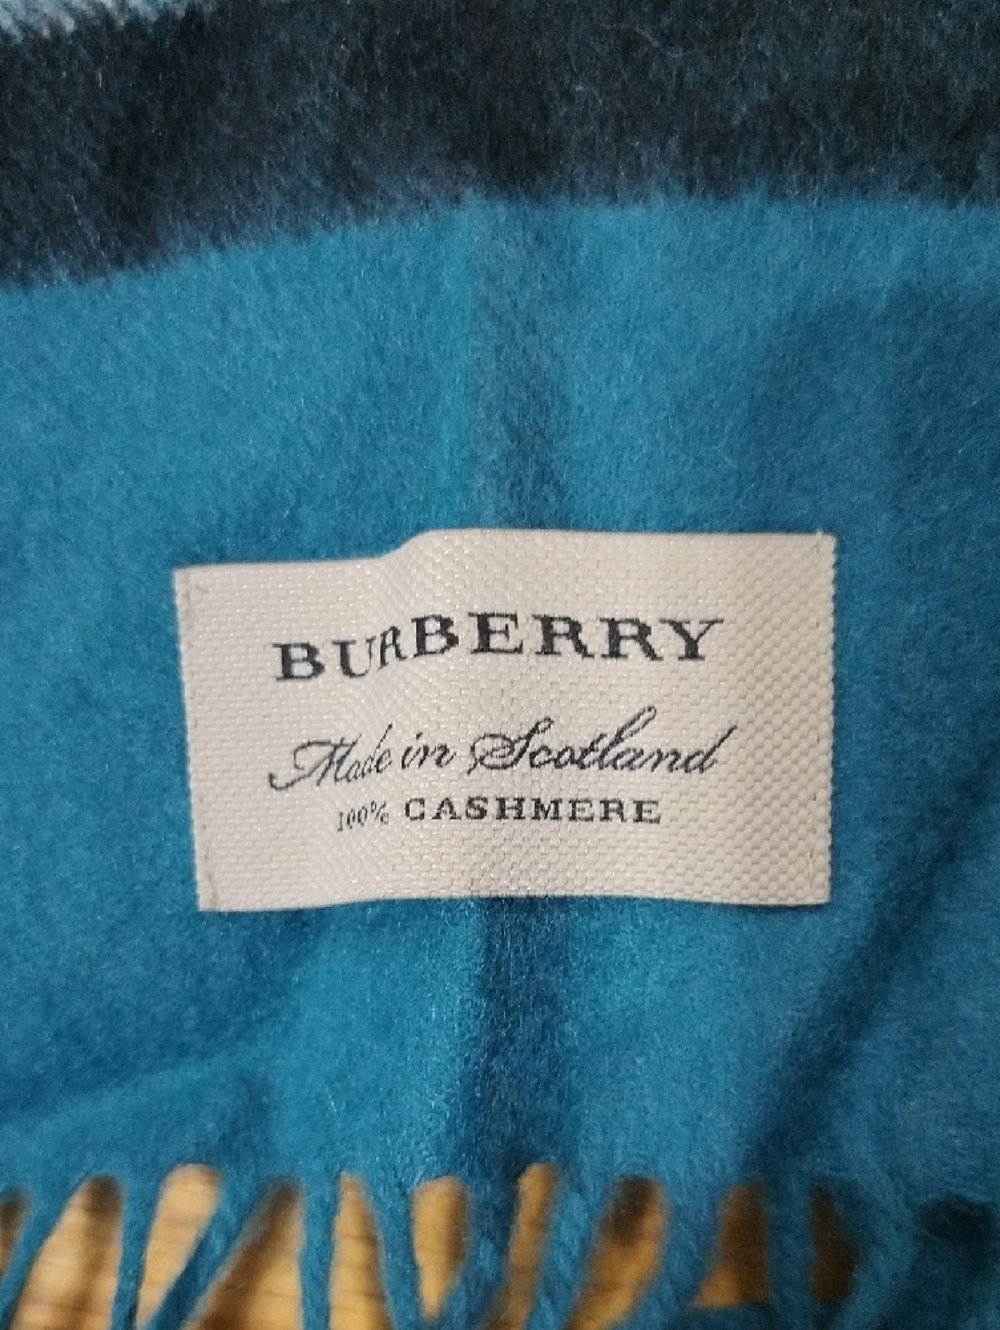 BURBERRY
Made in Scotland
100% CASHMERE